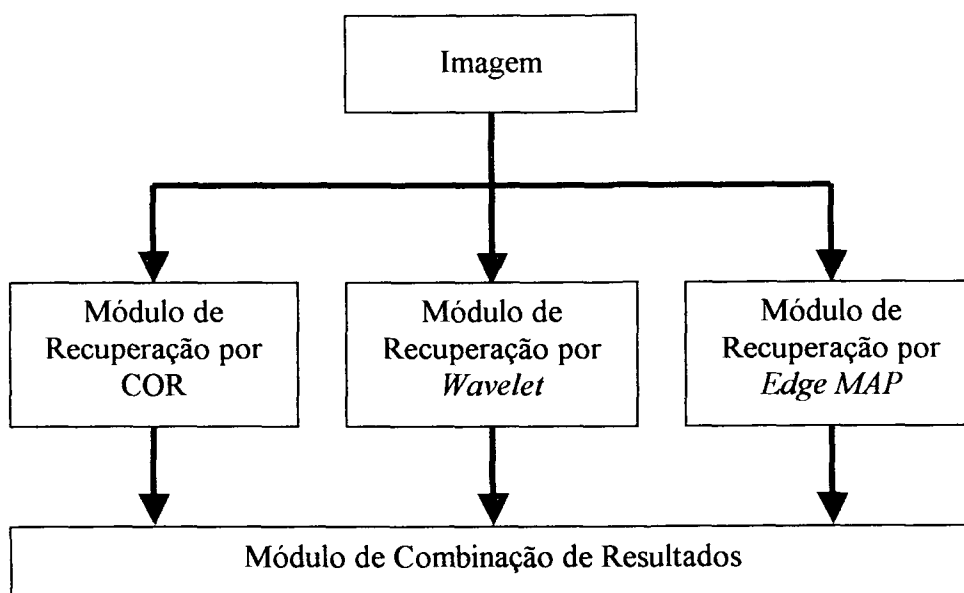 Imagem
Módulo de
Recuperação por
COR
Módulo de
Recuperação por
Wavelet
Módulo de
Recuperação por
Edge MAP
Módulo de Combinação de Resultados